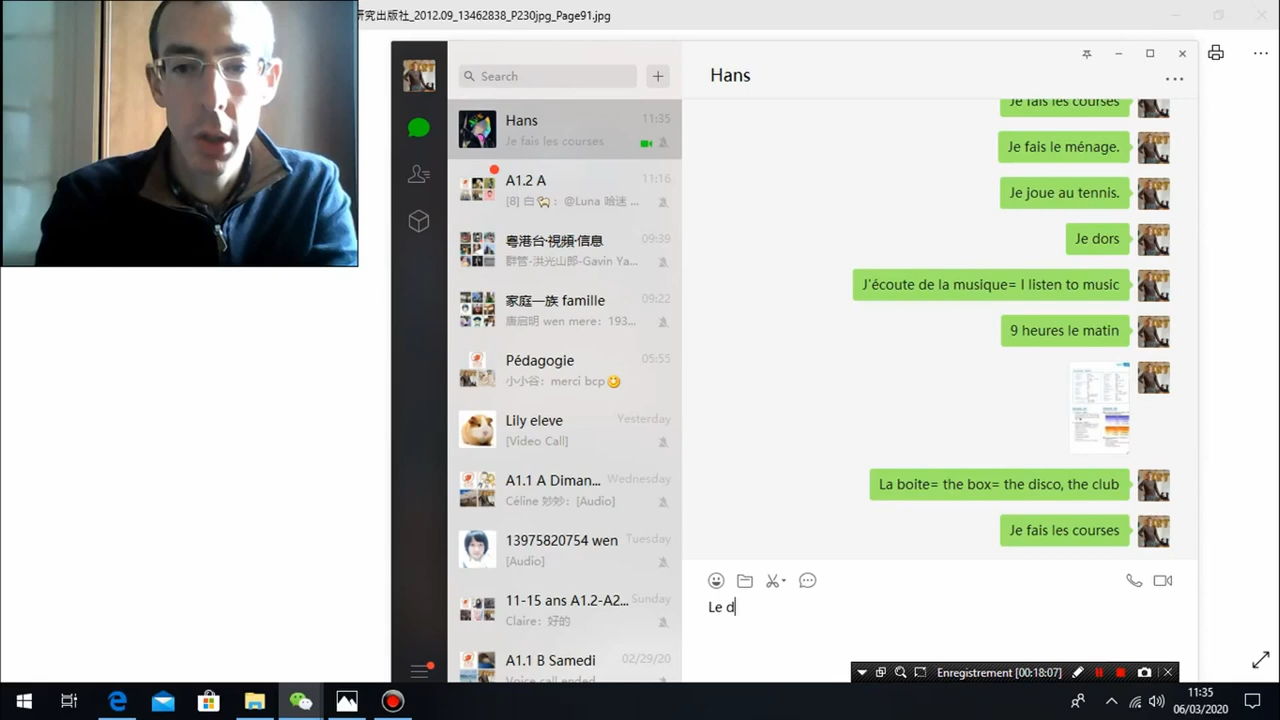 研究出版社_2012.09_13462838_P230jpg_Page91.jpg
Search
Hans
11:35
Je fais les courses
A1.2 A
11:16
[8] 白🐑: @Luna 哈迷 ...
粤港台·視頻·信息
09:39
群管-洪光山郎-Gavin Ya...
家庭一族 famille
09:22
唐启明 wen mere: 193...
Pédagogie
05:55
小小谷: merci bcp😊
Lily eleve
Yesterday
[Video Call]
A1.1 A Diman...
Wednesday
Céline 妙妙: [Audio]
13975820754 wen
Tuesday
[Audio]
11-15 ans A1.2-A2...
Sunday
Claire: 好的
A1.1 B Samedi
02/29/20
Voice call ended
Hans
Je fais les courses
Je fais le ménage.
Je joue au tennis.
Je dors
J'écoute de la musique= I listen to music
9 heures le matin
La boîte= the box= the disco, the club
Je fais les courses
Le d
Enregistrement [00:18:07]
11:35
06/03/2020